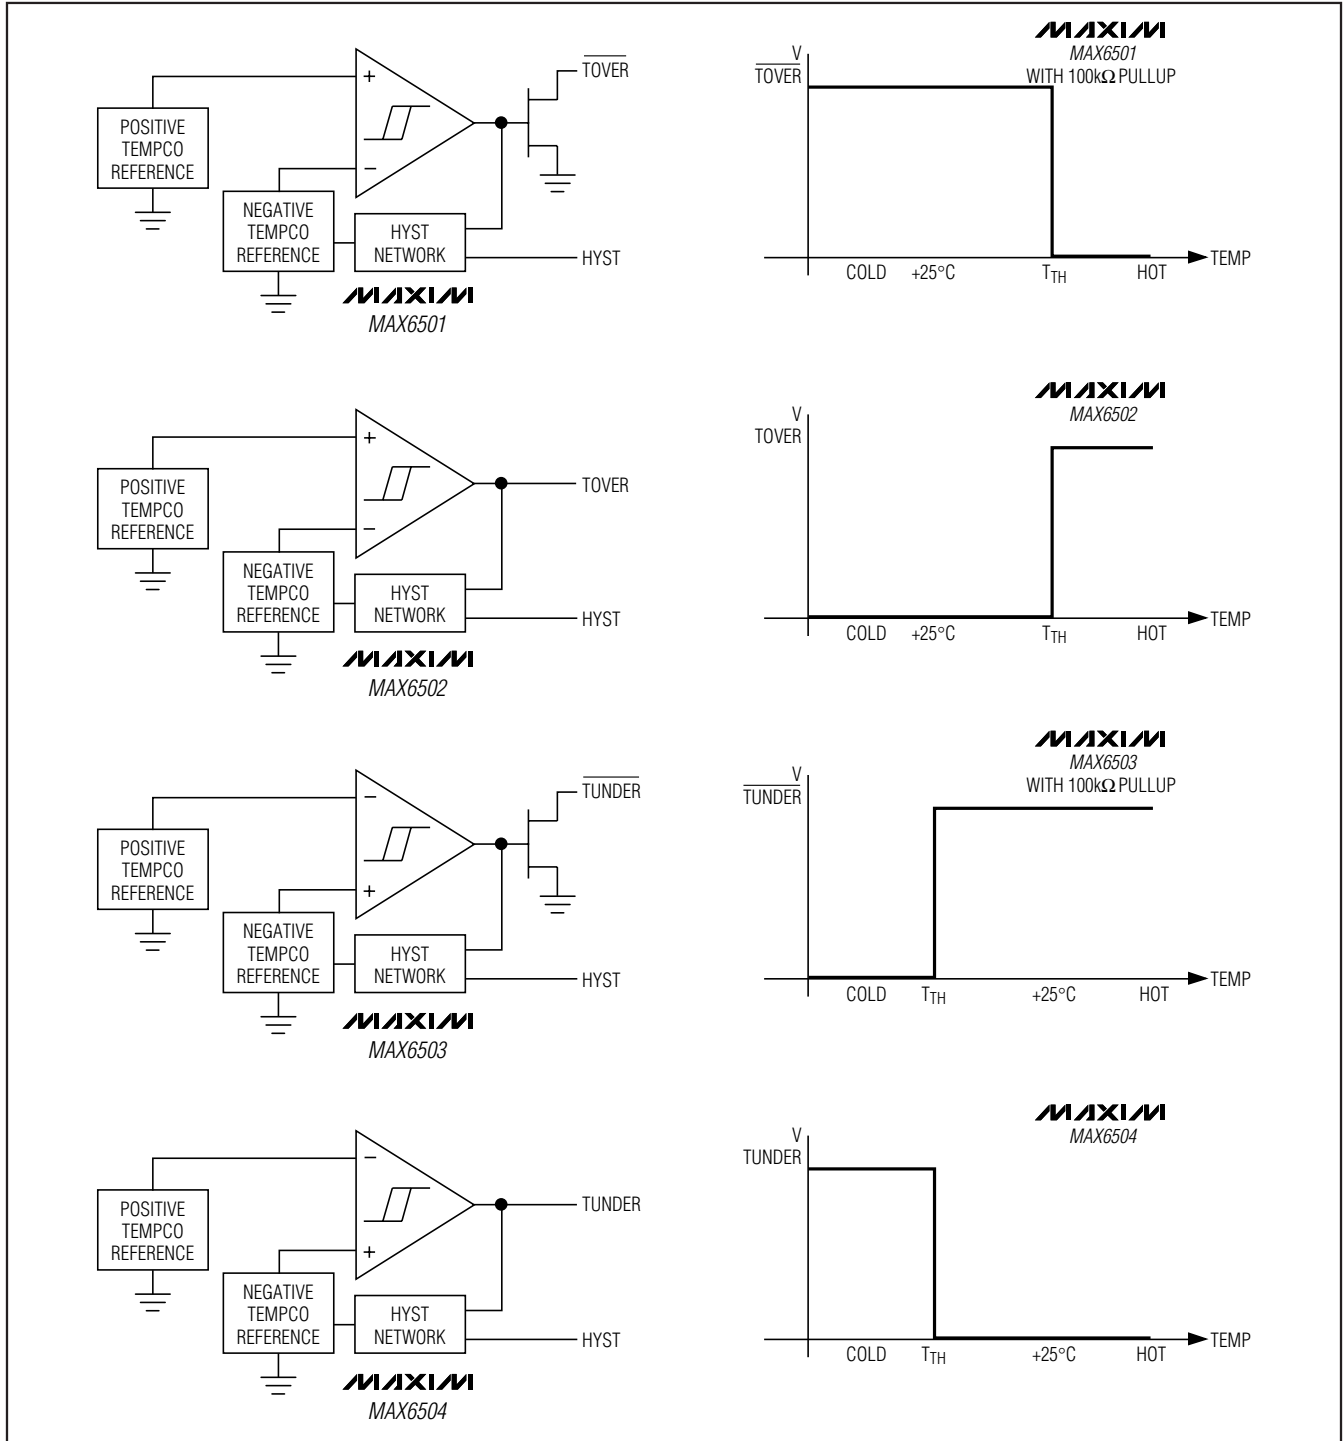 +
TOVER
POSITIVE
TEMPCO
REFERENCE
−
NEGATIVE
TEMPCO
REFERENCE
HYST
NETWORK
HYST
MAXIM
MAX6501
MAXIM
MAX6501
WITH 100kΩ PULLUP
V
TOVER
COLD
+25°C
TTH
HOT
TEMP
+
TOVER
POSITIVE
TEMPCO
REFERENCE
−
NEGATIVE
TEMPCO
REFERENCE
HYST
NETWORK
HYST
MAXIM
MAX6502
MAXIM
MAX6502
V
TOVER
COLD
+25°C
TTH
HOT
TEMP
−
TUNDER
POSITIVE
TEMPCO
REFERENCE
+
NEGATIVE
TEMPCO
REFERENCE
HYST
NETWORK
HYST
MAXIM
MAX6503
MAXIM
MAX6503
WITH 100kΩ PULLUP
V
TUNDER
COLD
TTH
+25°C
HOT
TEMP
−
TUNDER
POSITIVE
TEMPCO
REFERENCE
+
NEGATIVE
TEMPCO
REFERENCE
HYST
NETWORK
HYST
MAXIM
MAX6504
MAXIM
MAX6504
V
TUNDER
COLD
TTH
+25°C
HOT
TEMP